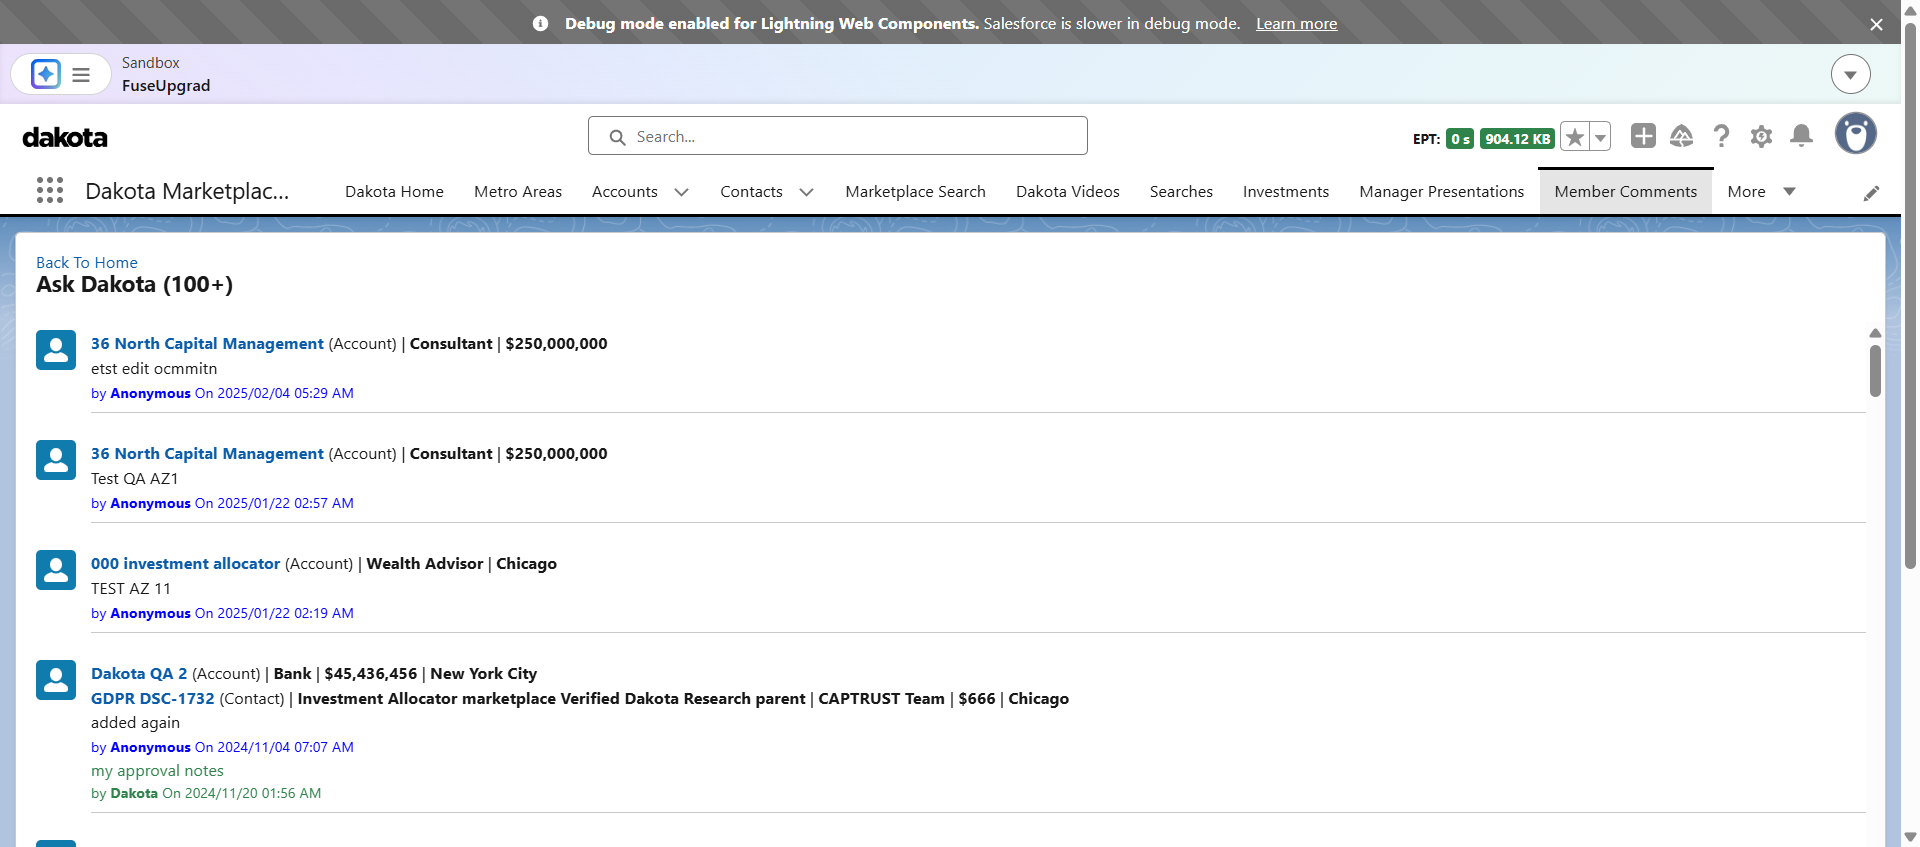 Debug mode enabled for Lightning Web Components. Salesforce is slower in debug mode. Learn more
Sandbox
FuseUpgrad
dakota
Search...
EPT: 0 s 904.12 KB
Dakota Marketplac...
Dakota Home
Metro Areas
Accounts
Contacts
Marketplace Search
Dakota Videos
Searches
Investments
Manager Presentations
Member Comments
More
Back To Home
Ask Dakota (100+)
36 North Capital Management (Account) | Consultant | $250,000,000
etst edit ocmmitn
by Anonymous On 2025/02/04 05:29 AM
36 North Capital Management (Account) | Consultant | $250,000,000
Test QA AZ1
by Anonymous On 2025/01/22 02:57 AM
000 investment allocator (Account) | Wealth Advisor | Chicago
TEST AZ 11
by Anonymous On 2025/01/22 02:19 AM
Dakota QA 2 (Account) | Bank | $45,436,456 | New York City
GDPR DSC-1732 (Contact) | Investment Allocator marketplace Verified Dakota Research parent | CAPTRUST Team | $666 | Chicago
added again
by Anonymous On 2024/11/04 07:07 AM
my approval notes
by Dakota On 2024/11/20 01:56 AM